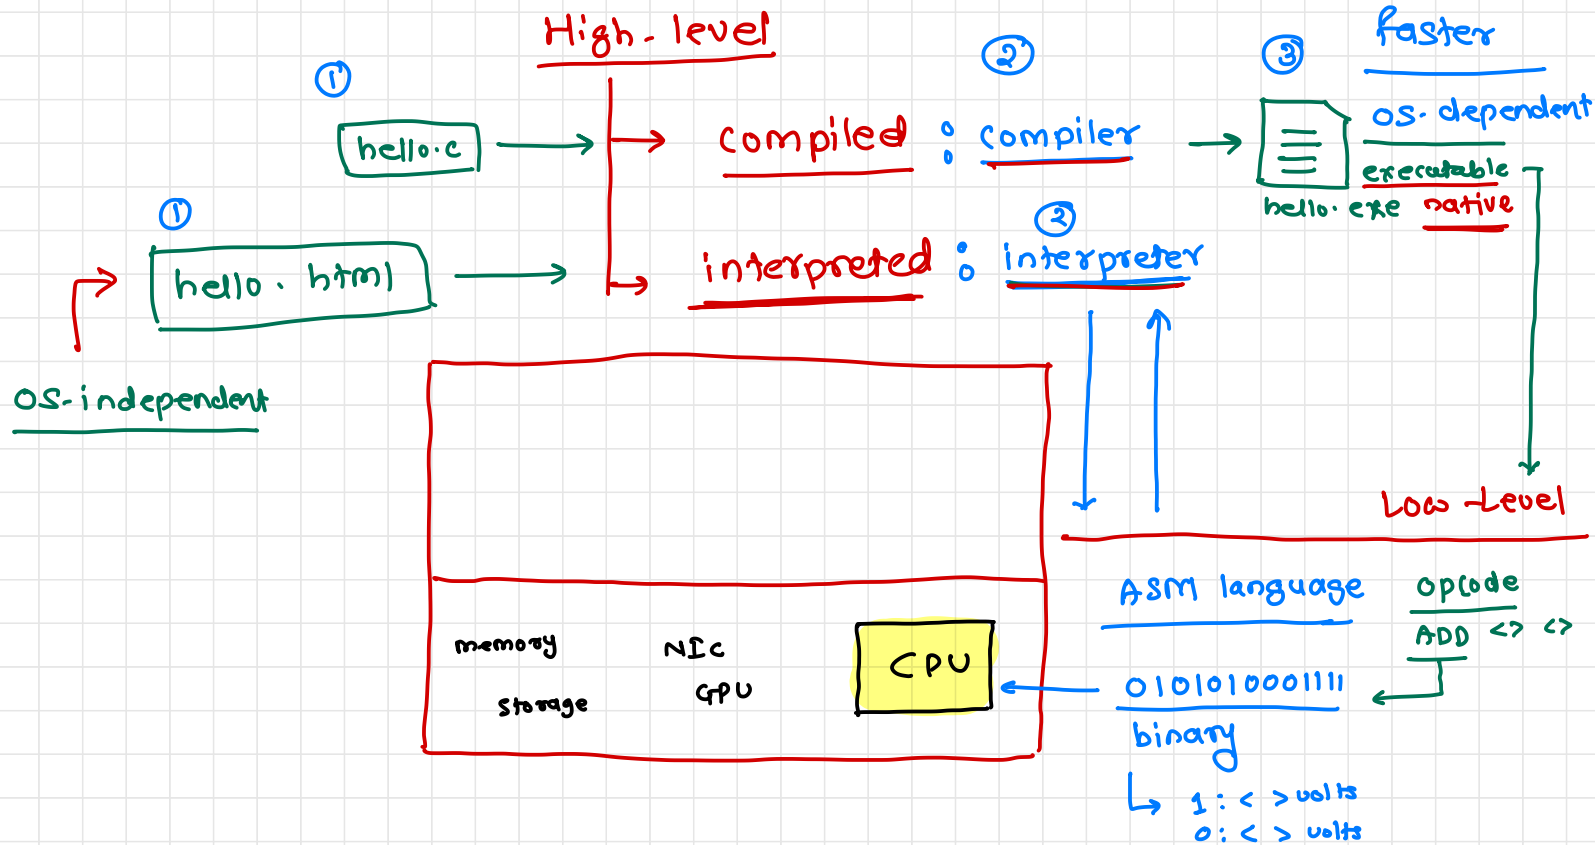 High-level
faster
①
②
③
hello.c
compiled : compiler
OS-dependent
executable
hello.exe native
①
②
hello.html
interpreted : interpreter
OS-independent
Low-Level
ASM language
opcode
ADD <> <>
memory
NIC
CPU
storage
GPU
0101010001111
binary
1: < > volts
0: < > volts